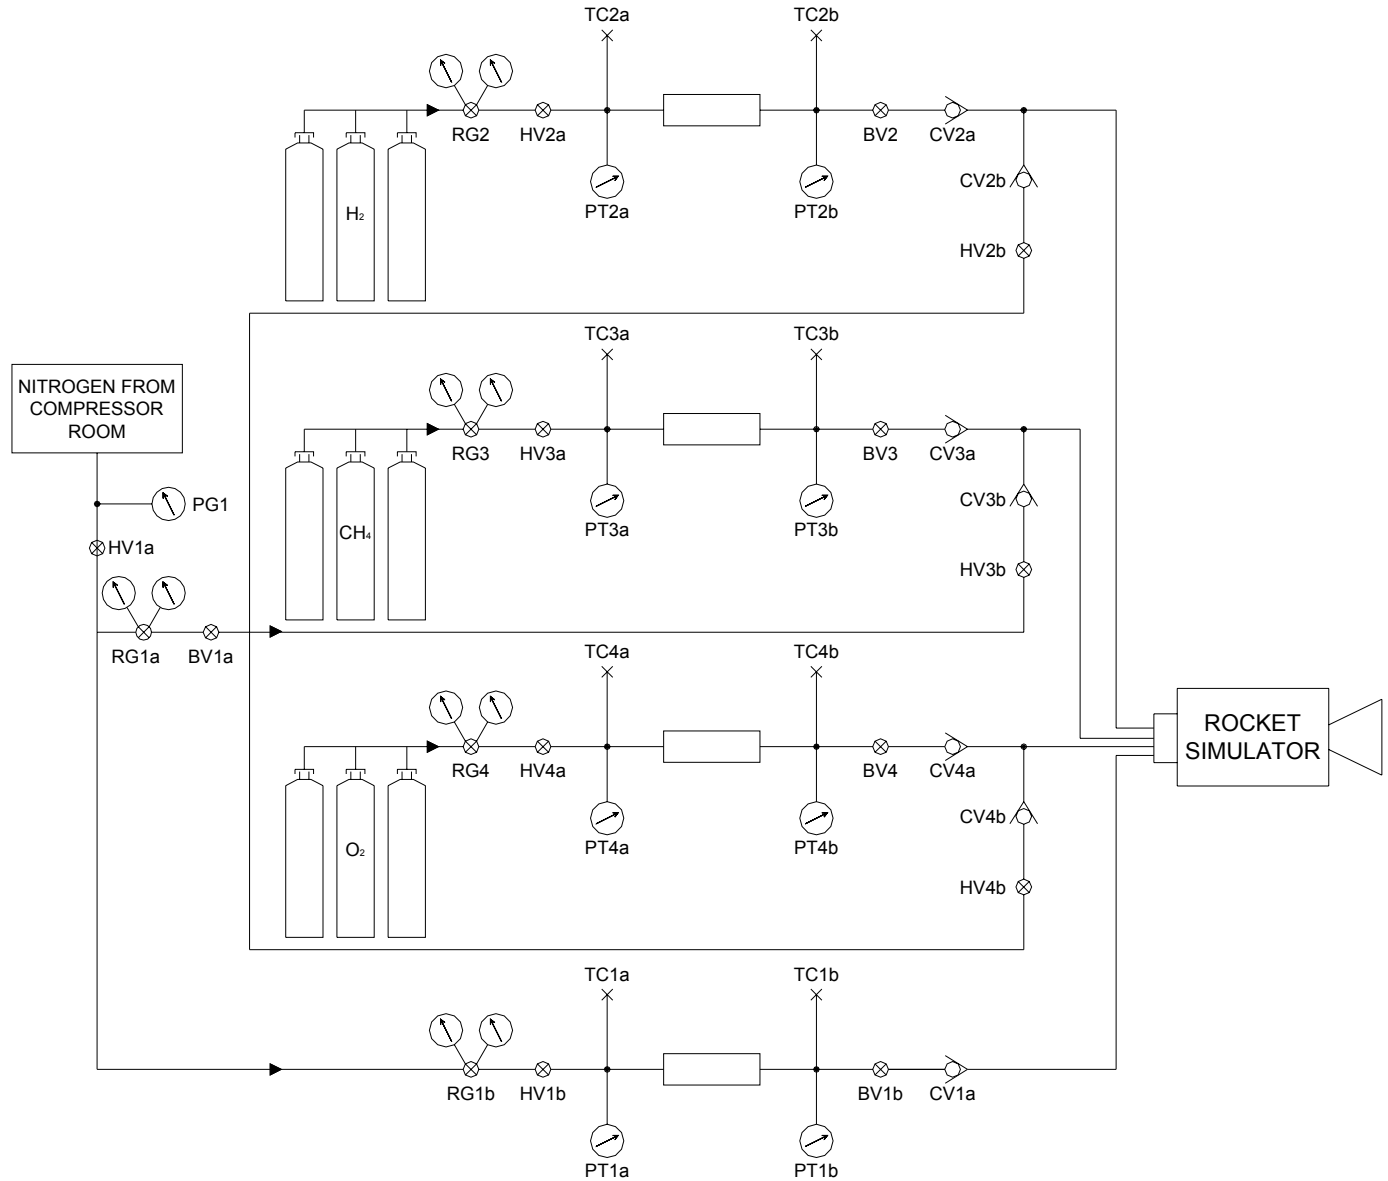 TC2a
TC2b
RG2
HV2a
BV2
CV2a
PT2a
PT2b
CV2b
H₂
HV2b
TC3a
TC3b
NITROGEN FROM
COMPRESSOR
ROOM
RG3
HV3a
BV3
CV3a
PG1
PT3a
PT3b
CV3b
CH₄
HV1a
HV3b
RG1a
BV1a
TC4a
TC4b
ROCKET
SIMULATOR
RG4
HV4a
BV4
CV4a
PT4a
PT4b
CV4b
O₂
HV4b
TC1a
TC1b
RG1b
HV1b
BV1b
CV1a
PT1a
PT1b